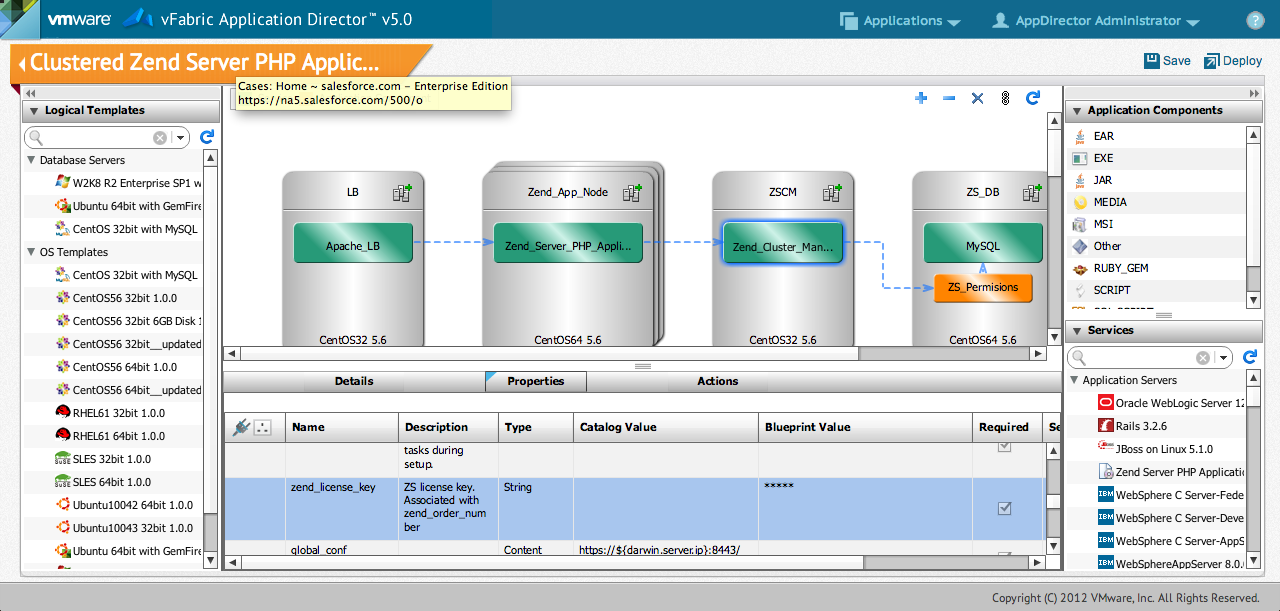 vmware vFabric Application Director™ v5.0
Applications
AppDirector Administrator
?
Clustered Zend Server PHP Applic...
Save
Deploy
Cases: Home ~ salesforce.com – Enterprise Edition
https://na5.salesforce.com/500/o
Logical Templates
Database Servers
W2K8 R2 Enterprise SP1 w
Ubuntu 64bit with GemFire
CentOS 32bit with MySQL
OS Templates
CentOS 32bit with MySQL
CentOS56 32bit 1.0.0
CentOS56 32bit 6GB Disk 1
CentOS56 32bit__updated
CentOS56 64bit 1.0.0
CentOS56 64bit__updated
RHEL61 32bit 1.0.0
RHEL61 64bit 1.0.0
SLES 32bit 1.0.0
SLES 64bit 1.0.0
Ubuntu10042 64bit 1.0.0
Ubuntu10043 32bit 1.0.0
Ubuntu 64bit with GemFire
LB
Apache_LB
CentOS32 5.6
Zend_App_Node
Zend_Server_PHP_Appli...
CentOS64 5.6
ZSCM
Zend_Cluster_Man...
CentOS32 5.6
ZS_DB
MySQL
ZS_Permisions
CentOS64 5.6
Details
Properties
Actions
Name
Description
Type
Catalog Value
Blueprint Value
Required
Se
tasks during
setup.
zend_license_key
ZS license key.
Associated with
zend_order_num
ber
String
*****
global_conf
Content
https://${darwin.server.ip}:8443/
Application Components
EAR
EXE
JAR
MEDIA
MSI
Other
RUBY_GEM
SCRIPT
Services
Application Servers
Oracle WebLogic Server 12
Rails 3.2.6
JBoss on Linux 5.1.0
Zend Server PHP Applicatio
IBM WebSphere C Server-Fede
IBM WebSphere C Server-Deve
IBM WebSphere C Server-AppS
IBM WebSphereAppServer 8.0.
Copyright (C) 2012 VMware, Inc. All Rights Reserved.